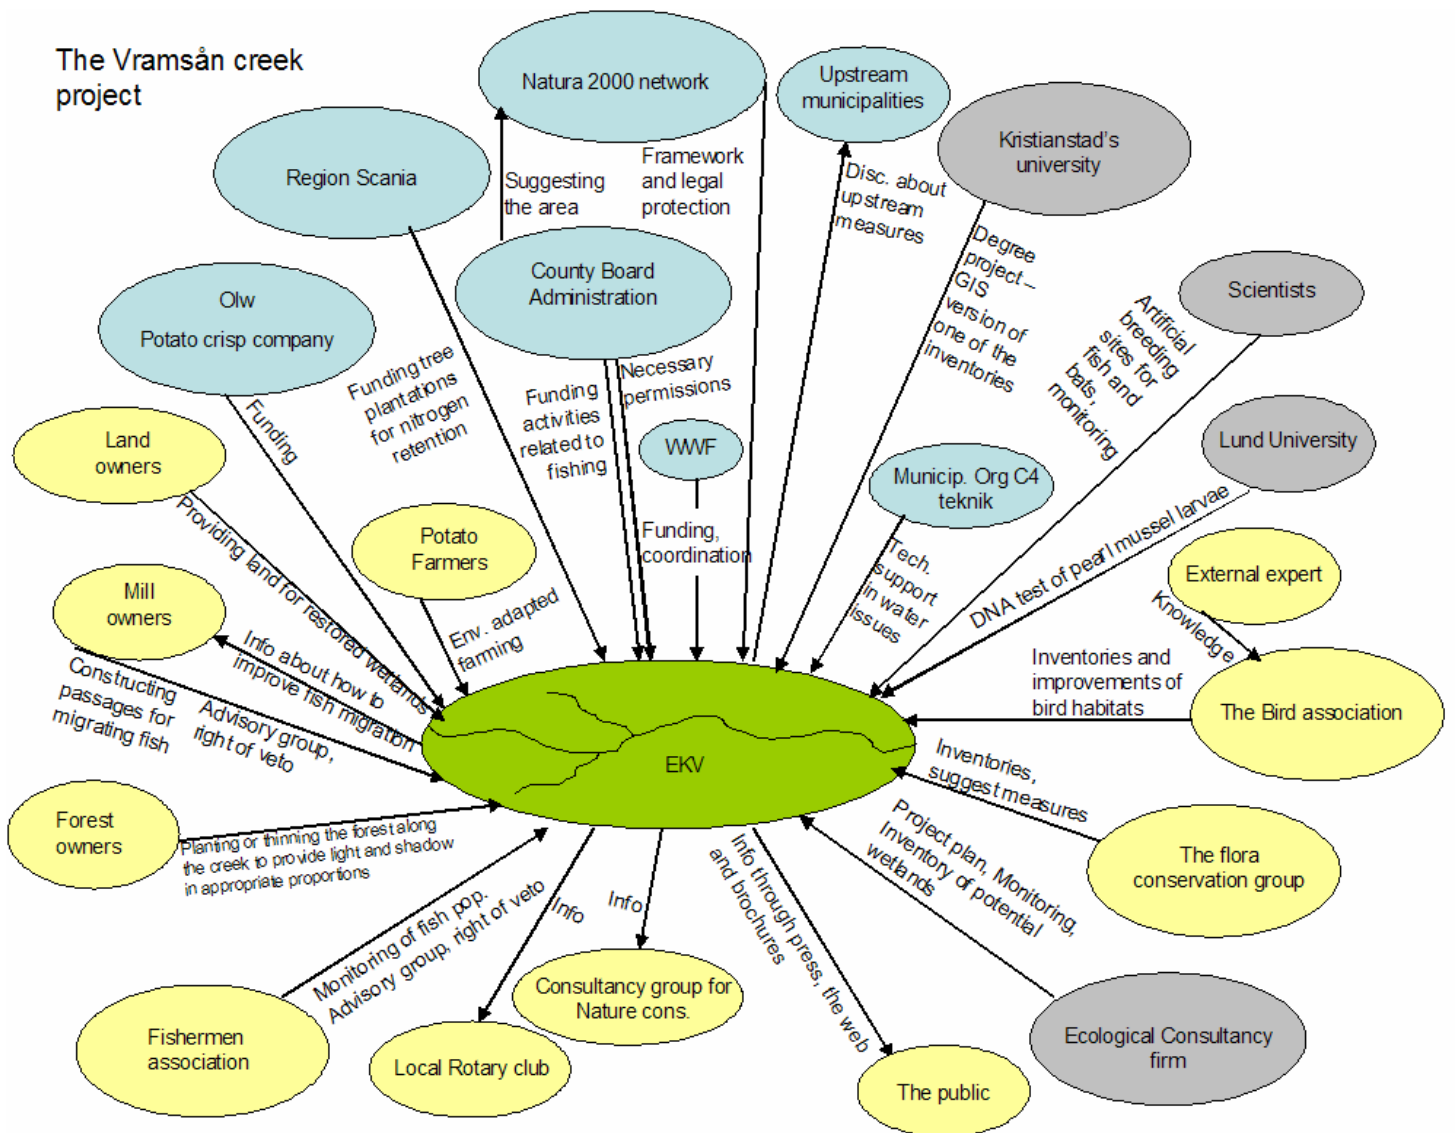 The Vramsån creek
project
Natura 2000 network
Upstream
municipalities
Kristianstad's
university
Region Scania
Suggesting
the area
Framework
and legal
protection
Disc. about
upstream
measures
County Board
Administration
Degree
project –
GIS
version of
one of the
inventories
Scientists
Olw
Potato crisp company
Artificial
breeding
sites for
fish and
bats,
monitoring
Funding tree
plantations
for nitrogen
retention
Funding
activities
related to
fishing
Necessary
permissions
WWF
Lund University
Funding
Land
owners
Municip. Org C4
teknik
Providing land for restored wetlands
Potato
Farmers
Funding,
coordination
Tech.
support
in water
issues
DNA test of pearl mussel larvae
External expert
Knowledge
Mill
owners
Info about how to
improve fish migration
Env. adapted
farming
Inventories and
improvements of
bird habitats
The Bird association
Constructing
passages for
migrating fish
Advisory group,
right of veto
EKV
Inventories,
suggest measures
Forest
owners
Planting or thinning the forest along
the creek to provide light and shadow
in appropriate proportions
Project plan, Monitoring,
Inventory of potential
wetlands
The flora
conservation group
Monitoring of fish pop.
Advisory group, right of veto
Info
Info
Info through press, the web
and brochures
Consultancy group for
Nature cons.
Fishermen
association
Local Rotary club
Ecological Consultancy
firm
The public